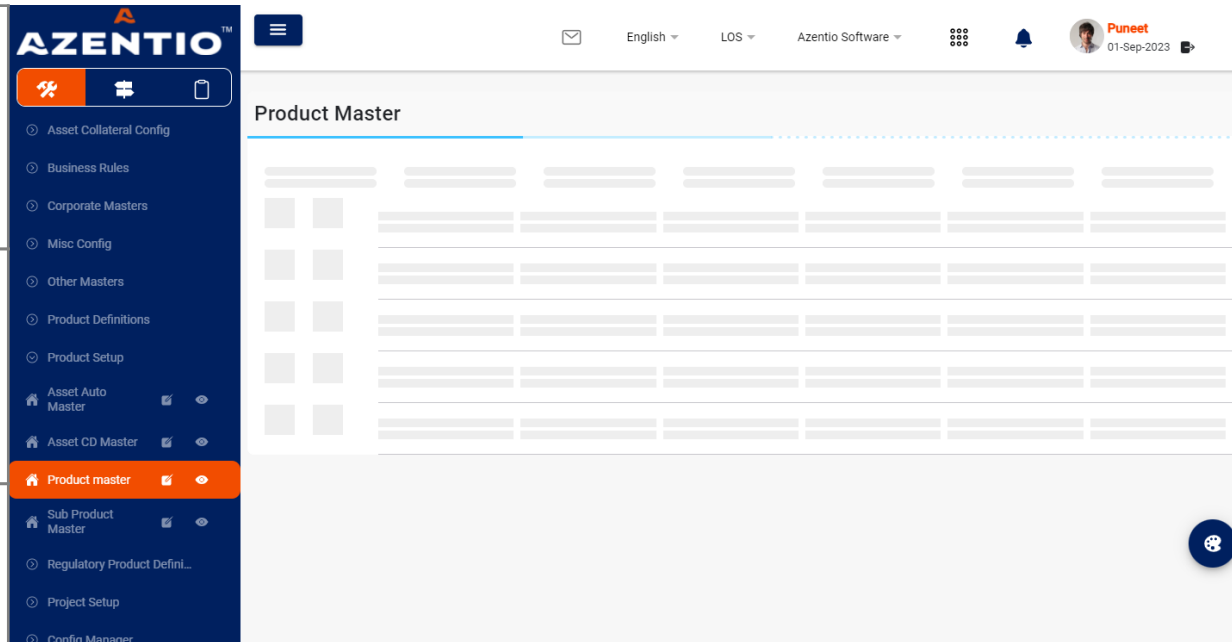 AZENTIO™
English
LOS
Azentio Software
Puneet
01-Sep-2023
Asset Collateral Config
Business Rules
Corporate Masters
Misc Config
Other Masters
Product Definitions
Product Setup
Asset Auto
Master
Asset CD Master
Product master
Sub Product
Master
Regulatory Product Defini...
Project Setup
Config Manager
Product Master